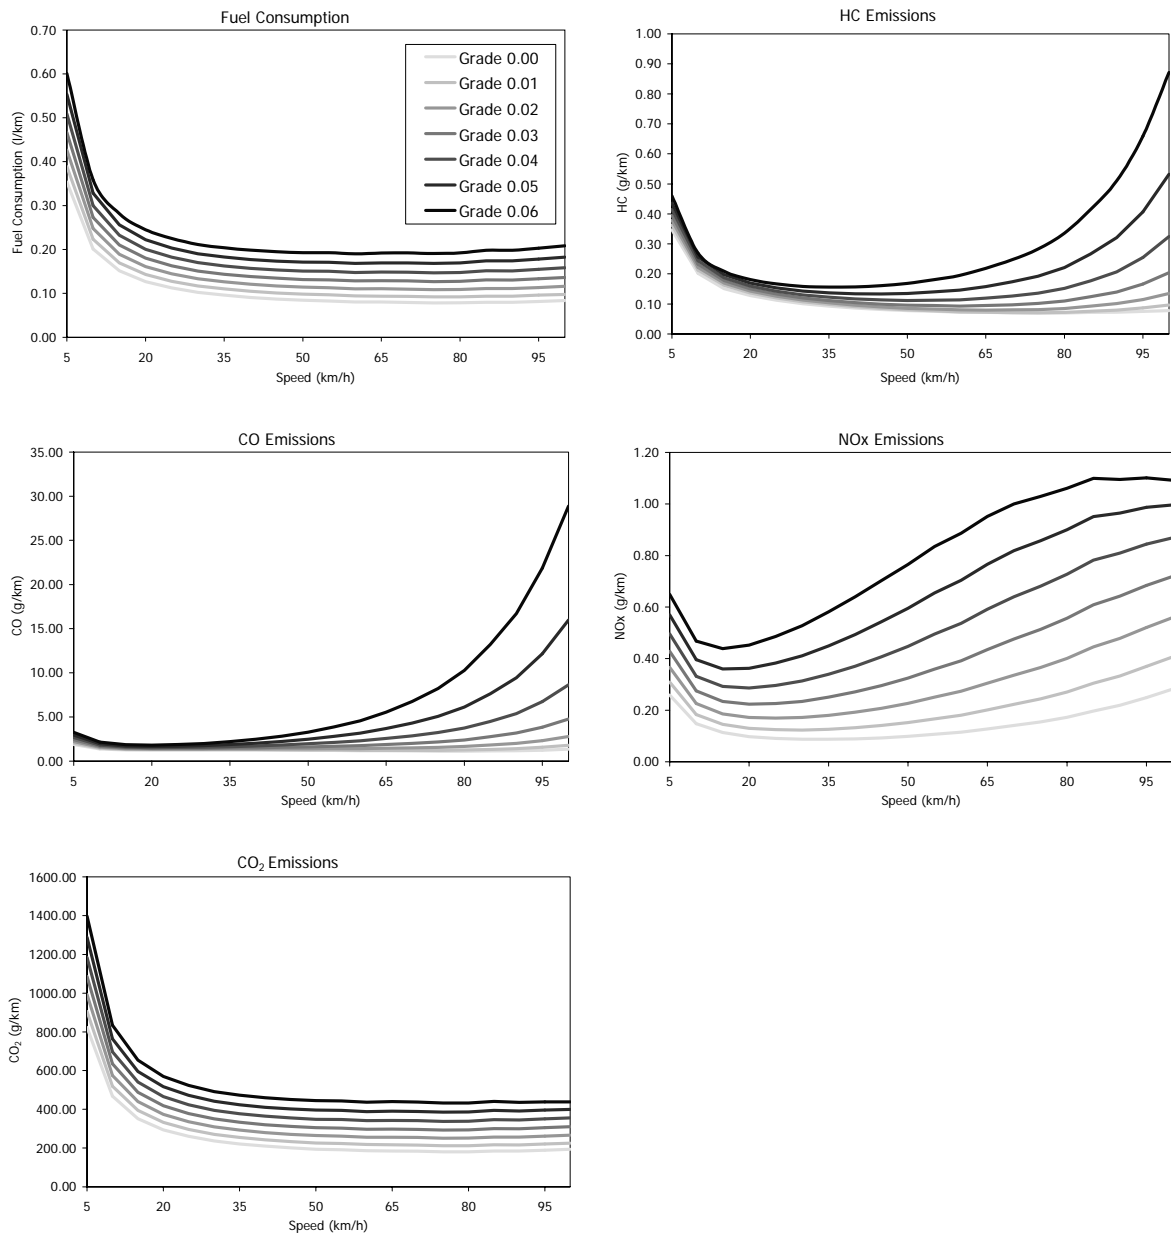 Fuel Consumption
0.70
0.60
0.50
0.40
0.30
0.20
0.10
0.00
Fuel Consumption (l/km)
5 20 35 50 65 80 95
Speed (km/h)
Grade 0.00
Grade 0.01
Grade 0.02
Grade 0.03
Grade 0.04
Grade 0.05
Grade 0.06
HC Emissions
1.00
0.90
0.80
0.70
0.60
0.50
0.40
0.30
0.20
0.10
0.00
HC (g/km)
5 20 35 50 65 80 95
Speed (km/h)
CO Emissions
35.00
30.00
25.00
20.00
15.00
10.00
5.00
0.00
CO (g/km)
5 20 35 50 65 80 95
Speed (km/h)
NOx Emissions
1.20
1.00
0.80
0.60
0.40
0.20
0.00
NOx (g/km)
5 20 35 50 65 80 95
Speed (km/h)
CO₂ Emissions
1600.00
1400.00
1200.00
1000.00
800.00
600.00
400.00
200.00
0.00
CO₂ (g/km)
5 20 35 50 65 80 95
Speed (km/h)